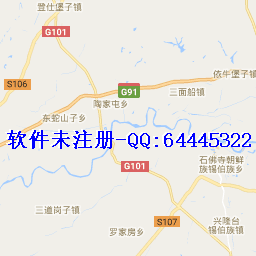 登仕堡子镇
G101
依牛堡子镇
S106
G91
三面船镇
陶家屯乡
东蛇山子乡
软件未注册-QQ:64445322
G101
石佛寺朝鲜
族锡伯族乡
三道岗子镇
S107
兴隆台
锡伯族镇
罗家房乡